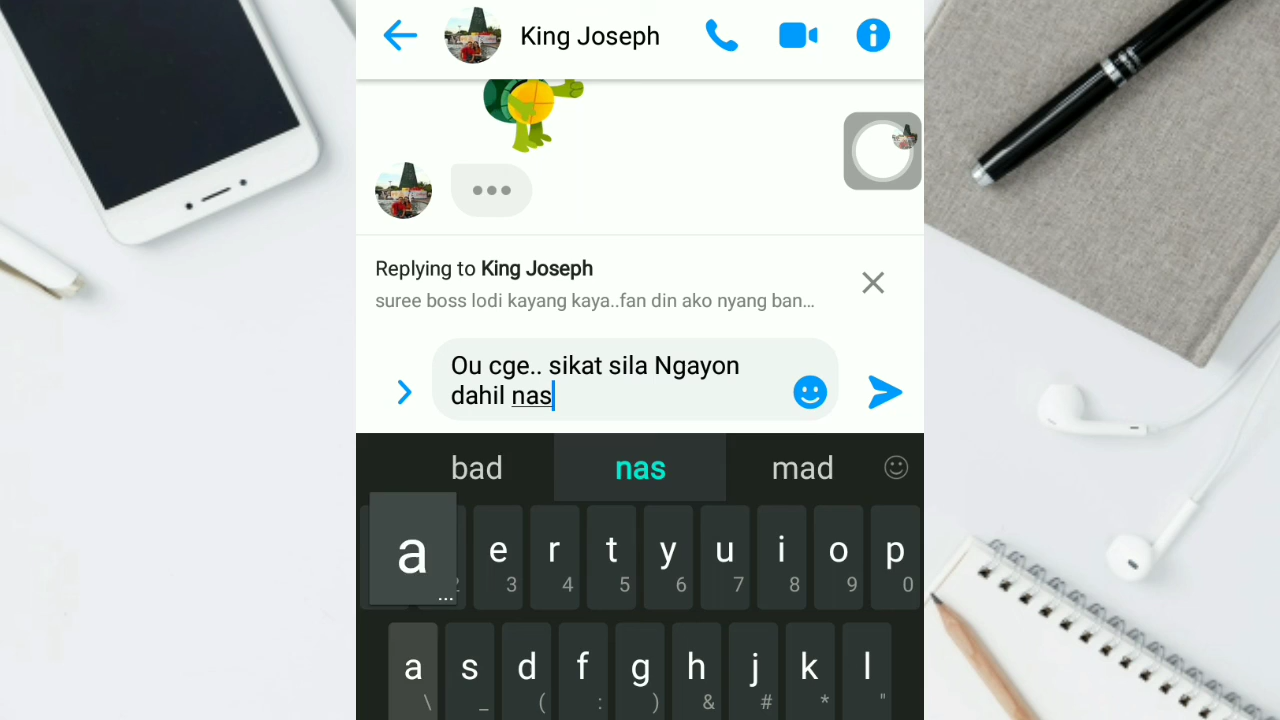 King Joseph
Replying to King Joseph
suree boss lodi kayang kaya..fan din ako nyang ban...
Ou cge.. sikat sila Ngayon
dahil nas
bad nas mad
a e r t y u i o p
... 2 3 4 5 6 7 8 9 0
a s d f g h j k l
\ _ ( : ) & # * "